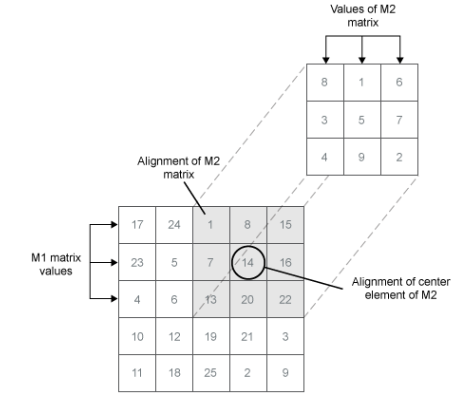 Values of M2
matrix
8 1 6
3 5 7
4 9 2
Alignment of M2
matrix
M1 matrix
values
17 24 1 8 15
23 5 7 14 16
4 6 13 20 22
10 12 19 21 3
11 18 25 2 9
Alignment of center
element of M2